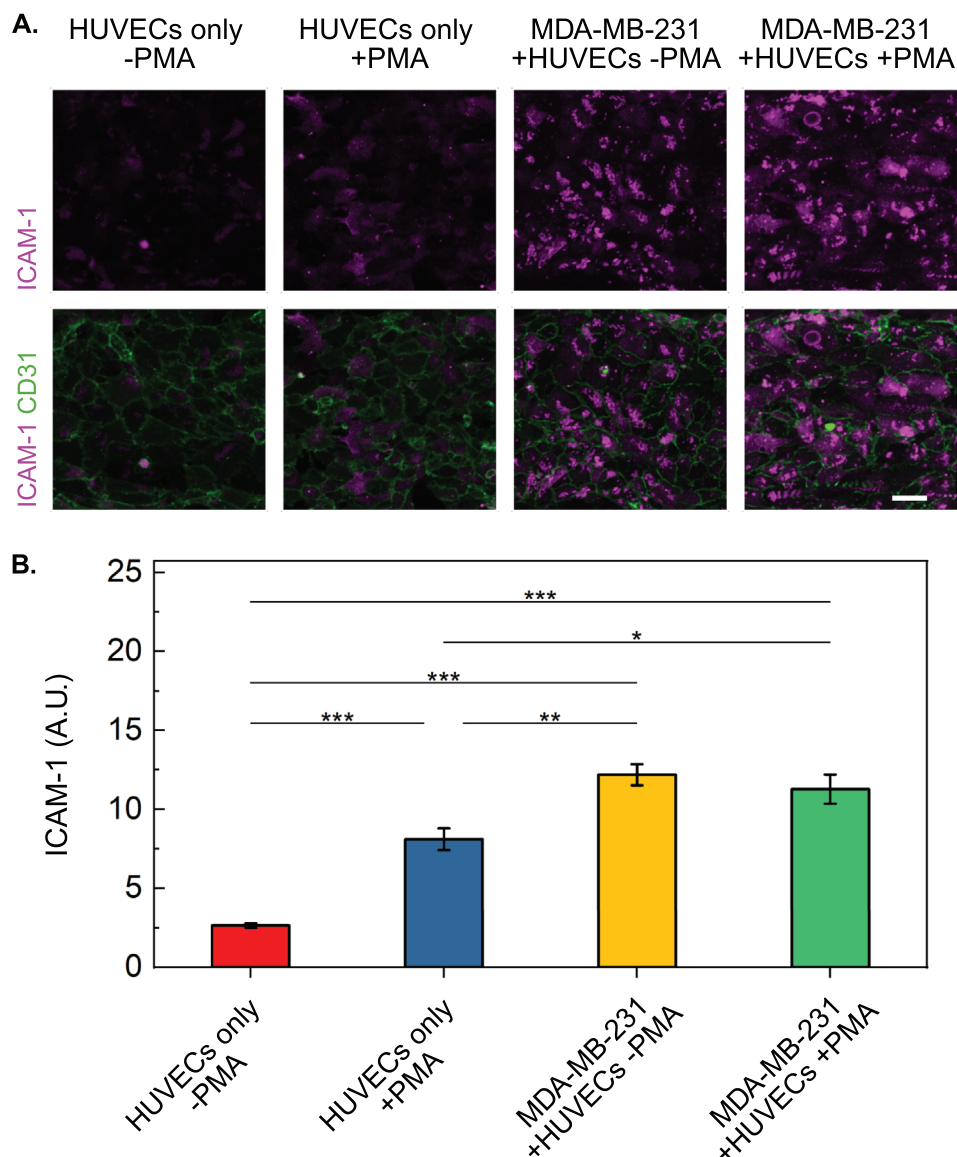 A.
HUVECs only
-PMA
HUVECs only
+PMA
MDA-MB-231
+HUVECs -PMA
MDA-MB-231
+HUVECs +PMA
ICAM-1
ICAM-1 CD31
B.
ICAM-1 (A.U.)
25
20
15
10
5
0
***
*
***
***
**
HUVECs only
-PMA
HUVECs only
+PMA
MDA-MB-231
+HUVECs -PMA
MDA-MB-231
+HUVECs +PMA